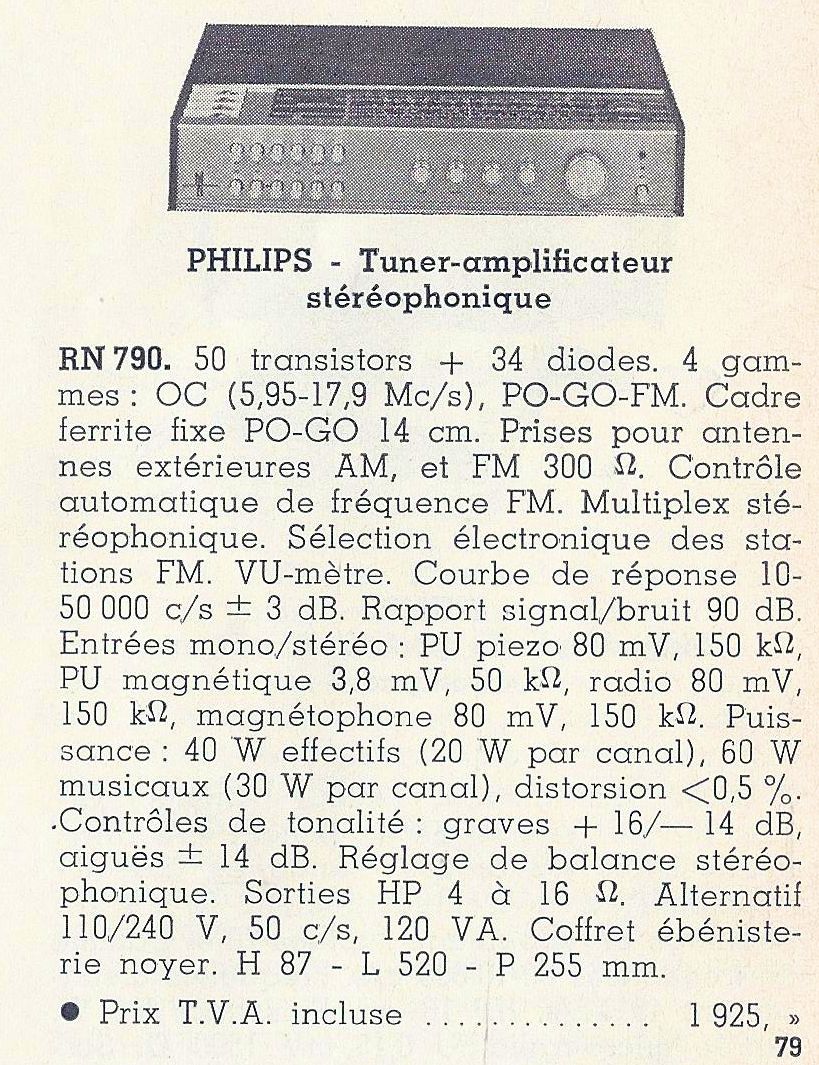 PHILIPS - Tuner-amplificateur
stéréophonique
RN 790. 50 transistors + 34 diodes. 4 gam-
mes : OC (5,95-17,9 Mc/s), PO-GO-FM. Cadre
ferrite fixe PO-GO 14 cm. Prises pour anten-
nes extérieures AM, et FM 300 Ω. Contrôle
automatique de fréquence FM. Multiplex sté-
réophonique. Sélection électronique des sta-
tions FM. VU-mètre. Courbe de réponse 10-
50 000 c/s ± 3 dB. Rapport signal/bruit 90 dB.
Entrées mono/stéréo : PU piezo 80 mV, 150 kΩ,
PU magnétique 3,8 mV, 50 kΩ, radio 80 mV,
150 kΩ, magnétophone 80 mV, 150 kΩ. Puis-
sance : 40 W effectifs (20 W par canal), 60 W
musicaux (30 W par canal), distorsion <0,5 %.
Contrôles de tonalité : graves + 16/— 14 dB,
aiguës ± 14 dB. Réglage de balance stéréo-
phonique. Sorties HP 4 à 16 Ω. Alternatif
110/240 V, 50 c/s, 120 VA. Coffret ébéniste-
rie noyer. H 87 - L 520 - P 255 mm.
● Prix T.V.A. incluse ............... 1 925, »
79